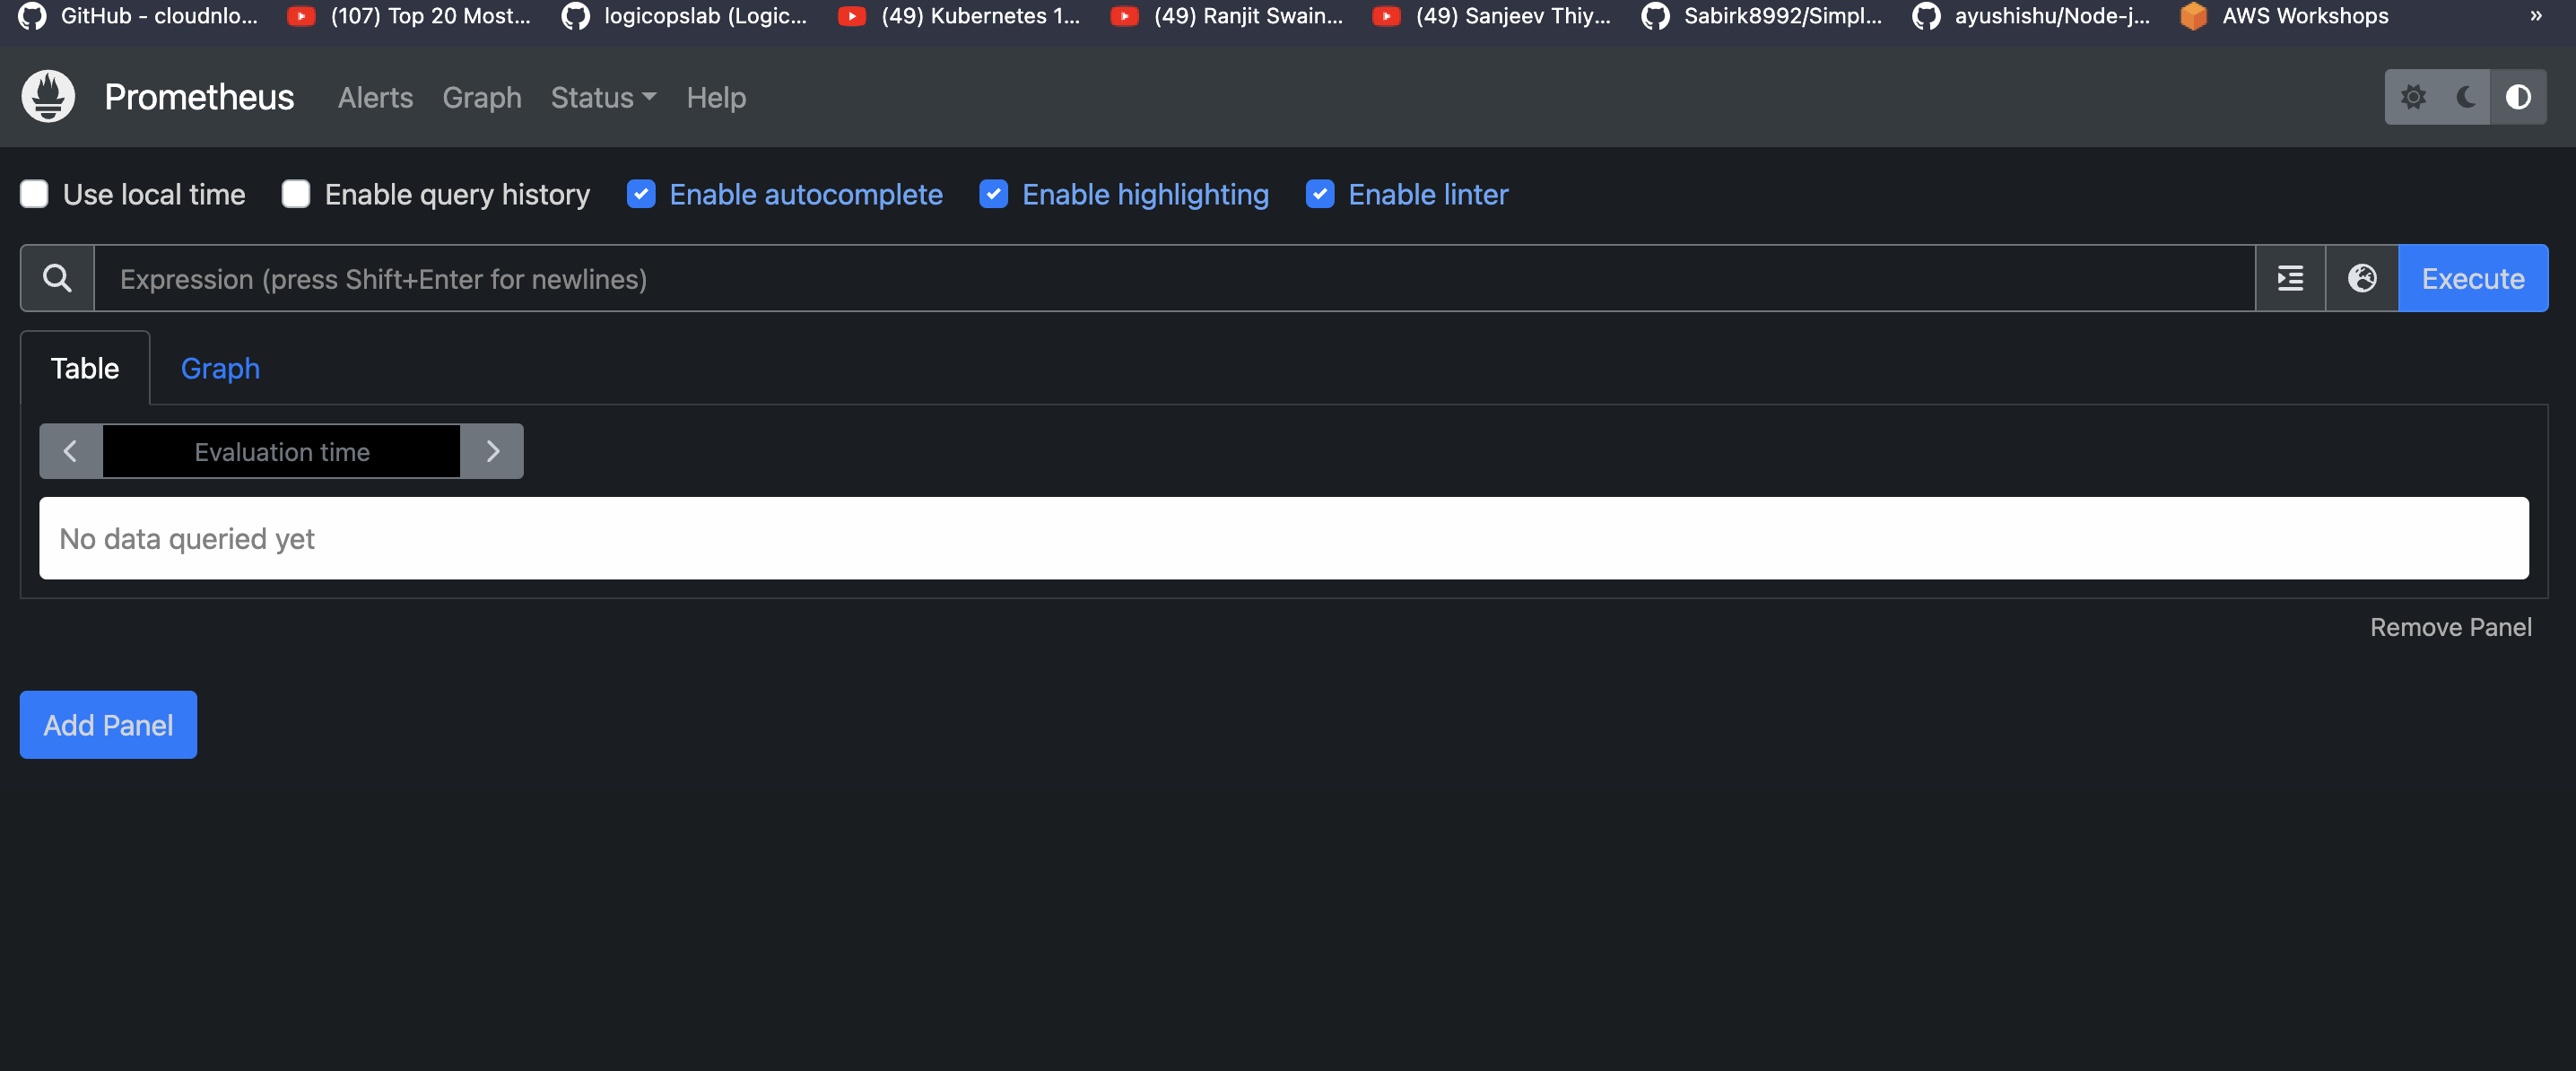 GitHub - cloudnlo... (107) Top 20 Most... logicopslab (Logic... (49) Kubernetes 1... (49) Ranjit Swain... (49) Sanjeev Thiy... Sabirk8992/Simpl... ayushishu/Node-j... AWS Workshops »
Prometheus Alerts Graph Status Help
Use local time Enable query history Enable autocomplete Enable highlighting Enable linter
Expression (press Shift+Enter for newlines) Execute
Table Graph
Evaluation time
No data queried yet
Remove Panel
Add Panel